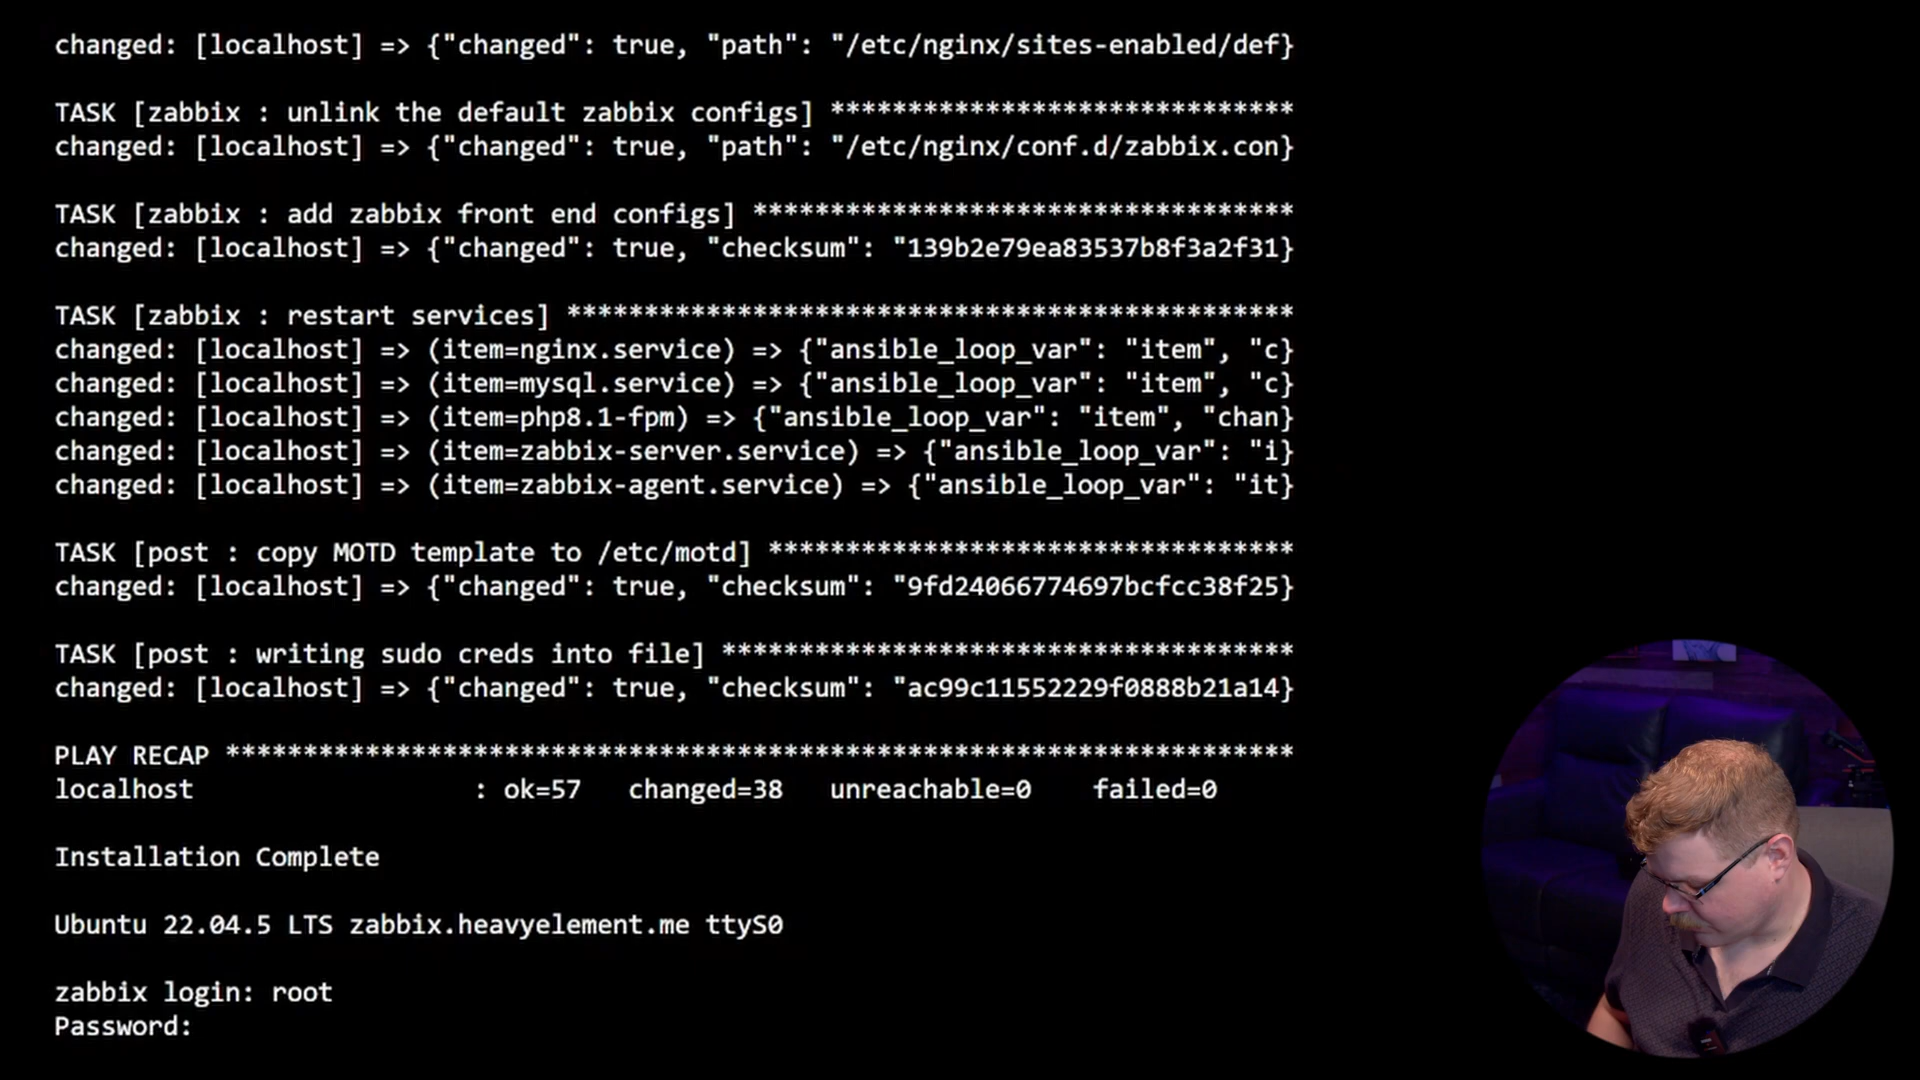 changed: [localhost] => {"changed": true, "path": "/etc/nginx/sites-enabled/def}
TASK [zabbix : unlink the default zabbix configs] ******************************
changed: [localhost] => {"changed": true, "path": "/etc/nginx/conf.d/zabbix.con}
TASK [zabbix : add zabbix front end configs] ***********************************
changed: [localhost] => {"changed": true, "checksum": "139b2e79ea83537b8f3a2f31}
TASK [zabbix : restart services] ***********************************************
changed: [localhost] => (item=nginx.service) => {"ansible_loop_var": "item", "c}
changed: [localhost] => (item=mysql.service) => {"ansible_loop_var": "item", "c}
changed: [localhost] => (item=php8.1-fpm) => {"ansible_loop_var": "item", "chan}
changed: [localhost] => (item=zabbix-server.service) => {"ansible_loop_var": "i}
changed: [localhost] => (item=zabbix-agent.service) => {"ansible_loop_var": "it}
TASK [post : copy MOTD template to /etc/motd] **********************************
changed: [localhost] => {"changed": true, "checksum": "9fd24066774697bcfcc38f25}
TASK [post : writing sudo creds into file] *************************************
changed: [localhost] => {"changed": true, "checksum": "ac99c11552229f0888b21a14}
PLAY RECAP *********************************************************************
localhost : ok=57 changed=38 unreachable=0 failed=0
Installation Complete
Ubuntu 22.04.5 LTS zabbix.heavyelement.me ttyS0
zabbix login: root
Password: